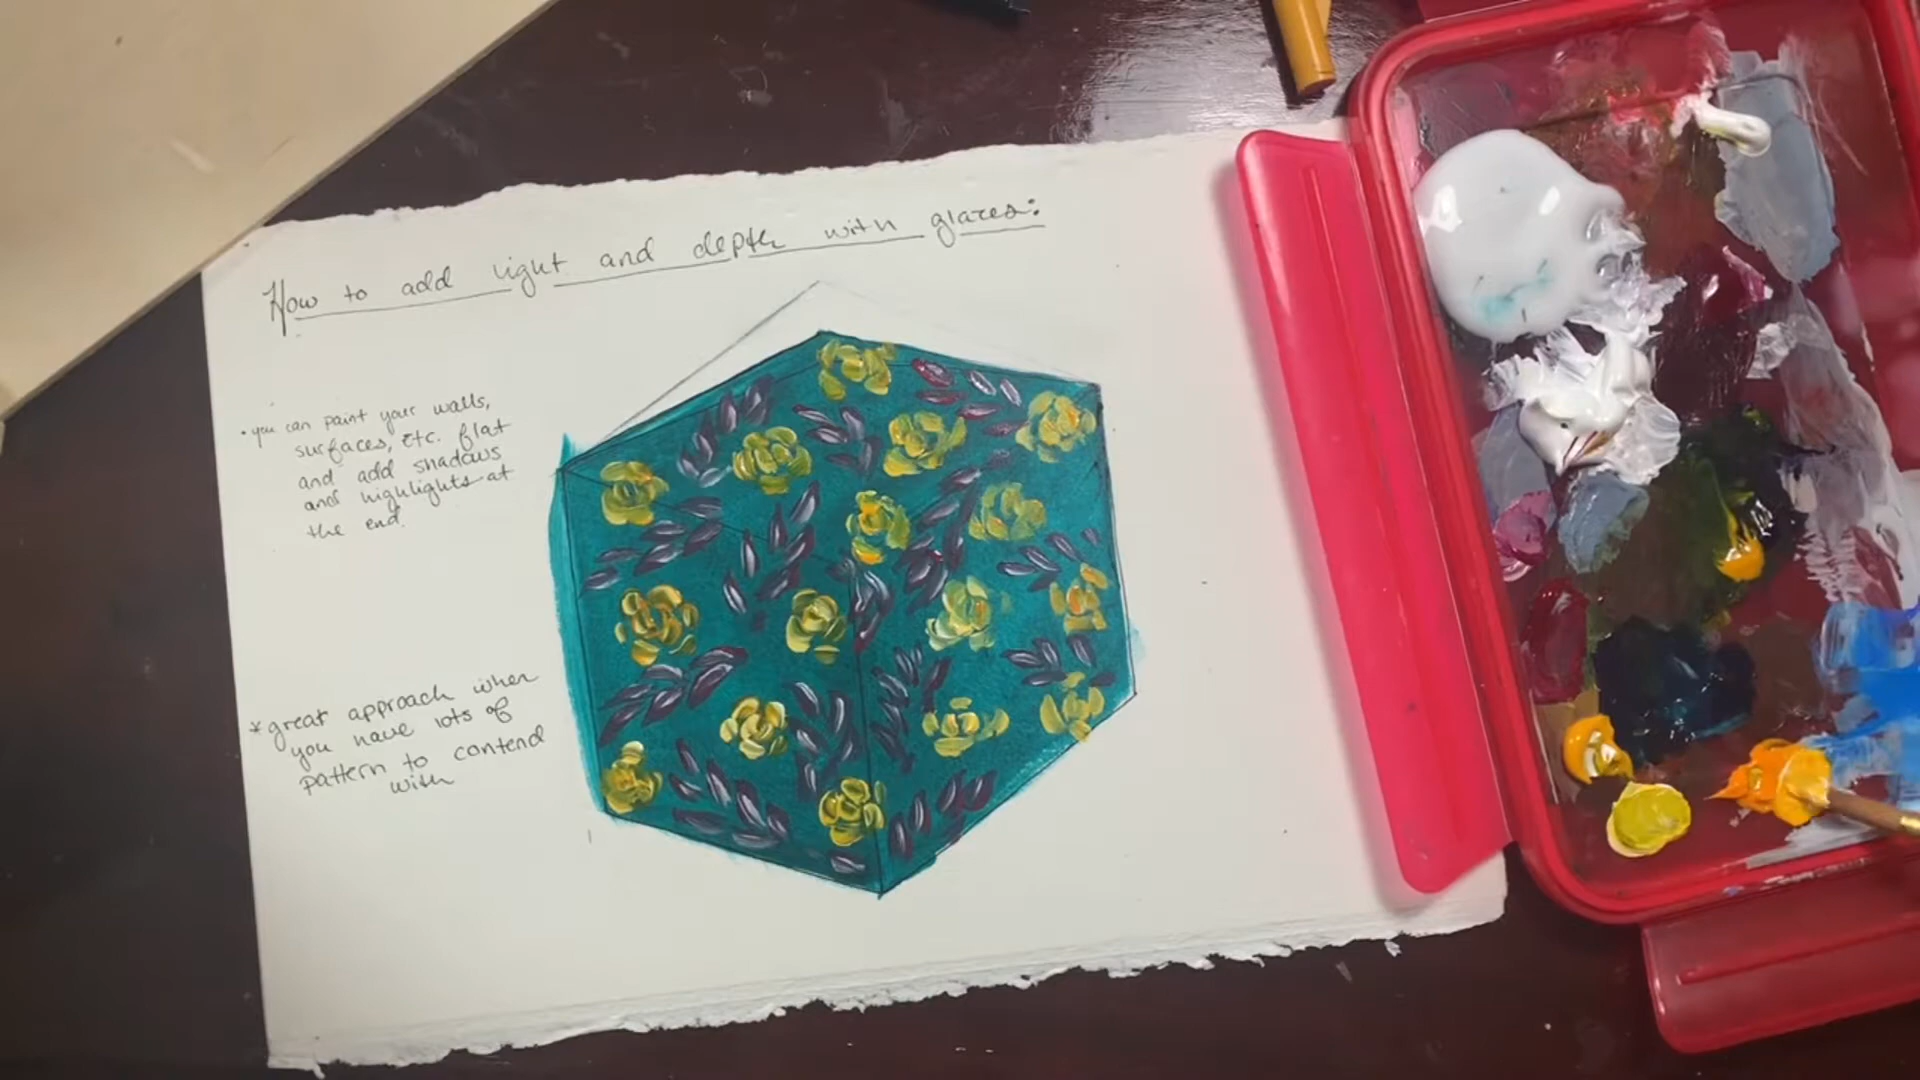 How to add light and depth with glazes:
• you can paint your walls,
surfaces, etc. flat
and add shadows
and highlights at
the end.
* great approach when
you have lots of
pattern to contend
with